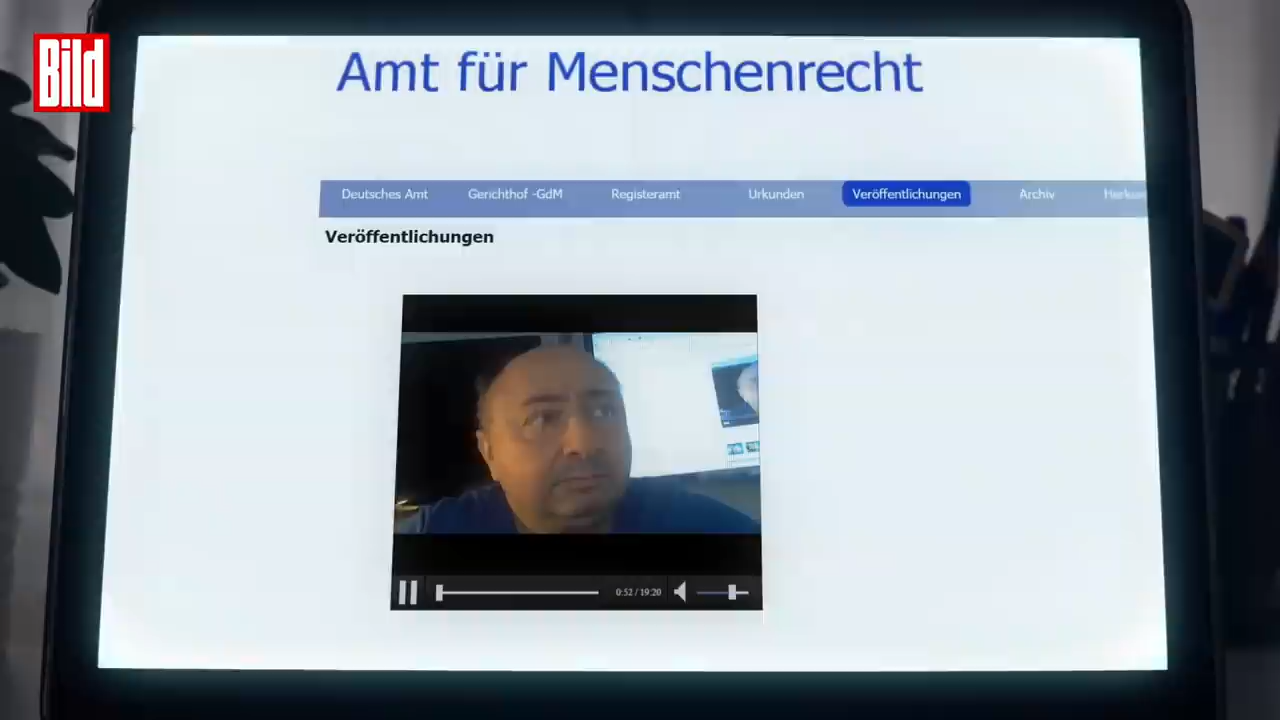 Bild
Amt für Menschenrecht
Deutsches Amt Gerichthof -GdM Registeramt Urkunden Veröffentlichungen Archiv
Veröffentlichungen
0:52 / 19:20